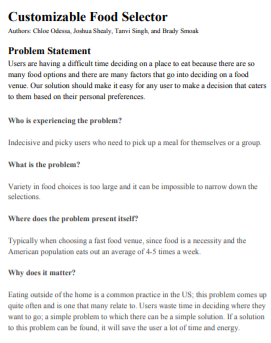 Customizable Food Selector
Authors: Chloe Odessa, Joshua Shealy, Tanvi Singh, and Brady Smoak
Problem Statement
Users are having a difficult time deciding on a place to eat because there are so
many food options and there are many factors that go into deciding on a food
venue. Our solution should make it easy for any user to make a decision that caters
to them based on their personal preferences.
Who is experiencing the problem?
Indecisive and picky users who need to pick up a meal for themselves or a group.
What is the problem?
Variety in food choices is too large and it can be impossible to narrow down the
selections.
Where does the problem present itself?
Typically when choosing a fast food venue, since food is a necessity and the
American population eats out an average of 4-5 times a week.
Why does it matter?
Eating outside of the home is a common practice in the US; this problem comes up
quite often and is one that many relate to. Users waste time in deciding where they
want to go; a simple problem to which there can be a simple solution. If a solution
to this problem can be found, it will save the user a lot of time and energy.